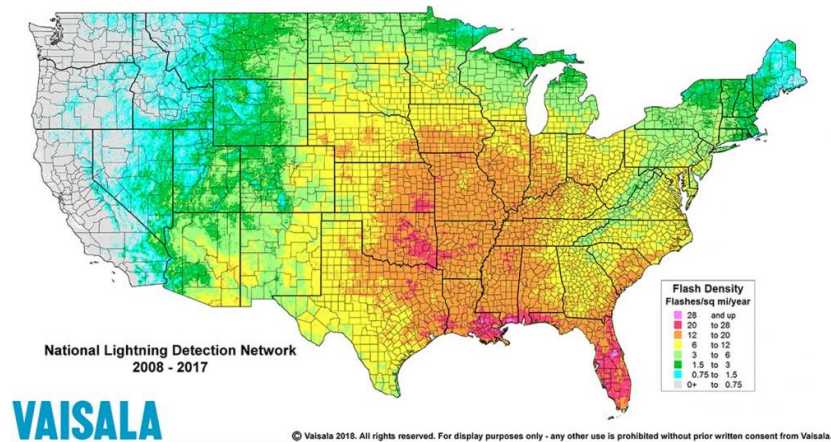 Flash Density
Flashes/sq mi/year
28 and up
20 to 28
12 to 20
6 to 12
3 to 6
1.5 to 3
0.75 to 1.5
0+ to 0.75
National Lightning Detection Network
2008 - 2017
VAISALA
© Vaisala 2018. All rights reserved. For display purposes only - any other use is prohibited without prior written consent from Vaisala.